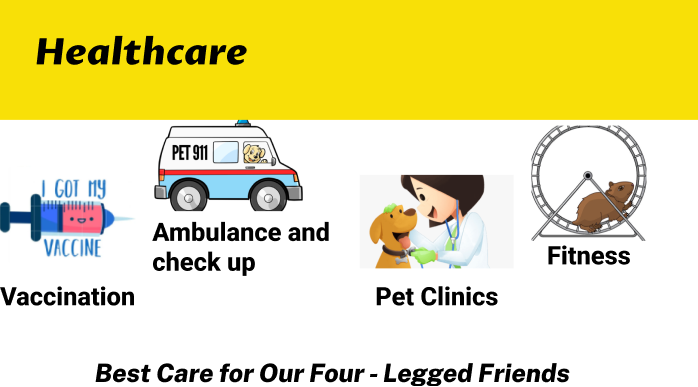 Healthcare
PET 911
I GOT MY
VACCINE
Ambulance and
check up
Fitness
Vaccination
Pet Clinics
Best Care for Our Four - Legged Friends